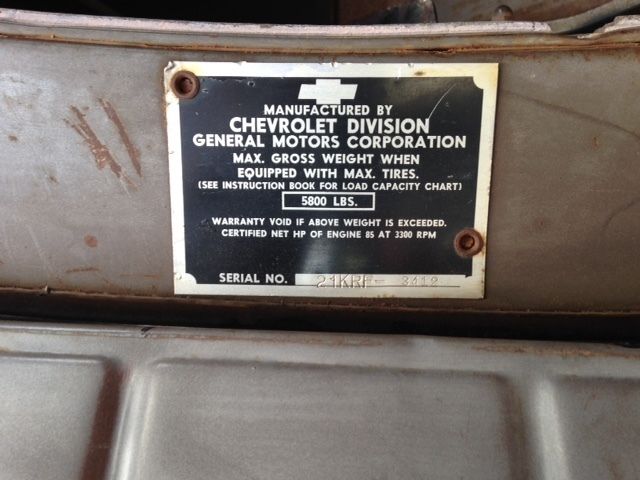 MANUFACTURED BY
CHEVROLET DIVISION
GENERAL MOTORS CORPORATION
MAX. GROSS WEIGHT WHEN
EQUIPPED WITH MAX. TIRES.
(SEE INSTRUCTION BOOK FOR LOAD CAPACITY CHART)
5800 LBS.
WARRANTY VOID IF ABOVE WEIGHT IS EXCEEDED.
CERTIFIED NET HP OF ENGINE 85 AT 3300 RPM
SERIAL NO. 21KRF- 3412